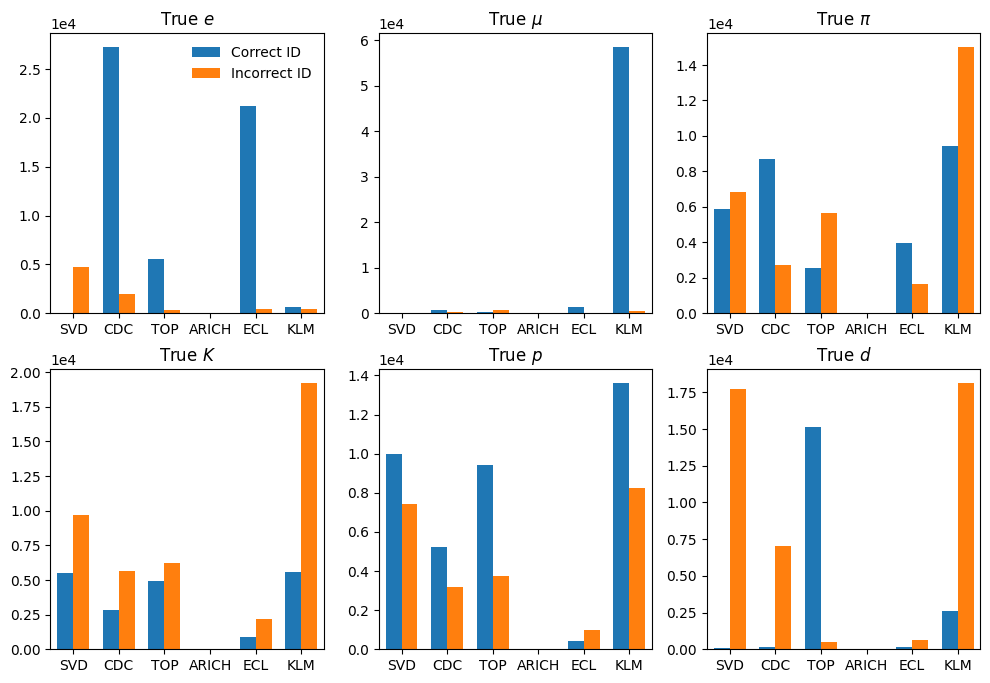 True e
1e4
2.5
2.0
1.5
1.0
0.5
0.0
Correct ID
Incorrect ID
SVD CDC TOP ARICH ECL KLM
True μ
1e4
6
5
4
3
2
1
0
SVD CDC TOP ARICH ECL KLM
True π
1e4
1.4
1.2
1.0
0.8
0.6
0.4
0.2
0.0
SVD CDC TOP ARICH ECL KLM
True K
1e4
2.00
1.75
1.50
1.25
1.00
0.75
0.50
0.25
0.00
SVD CDC TOP ARICH ECL KLM
True p
1e4
1.4
1.2
1.0
0.8
0.6
0.4
0.2
0.0
SVD CDC TOP ARICH ECL KLM
True d
1e4
1.75
1.50
1.25
1.00
0.75
0.50
0.25
0.00
SVD CDC TOP ARICH ECL KLM